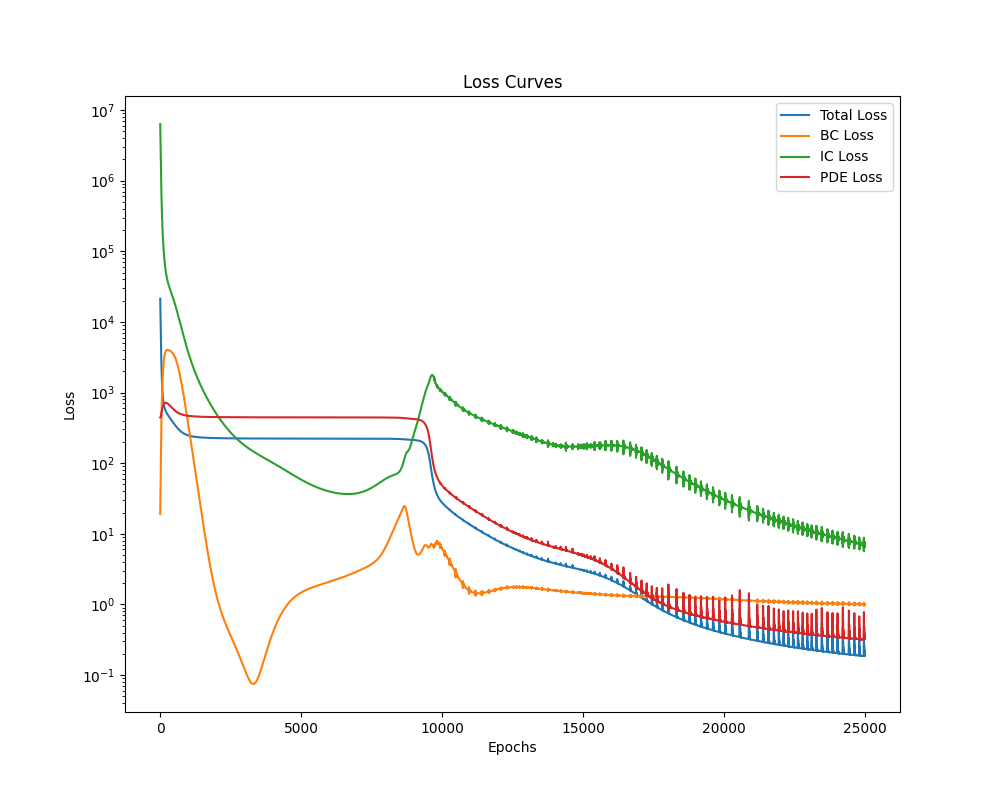 Loss Curves
Total Loss
BC Loss
IC Loss
PDE Loss
Loss
10⁷
10⁶
10⁵
10⁴
10³
10²
10¹
10⁰
10⁻¹
0 5000 10000 15000 20000 25000
Epochs